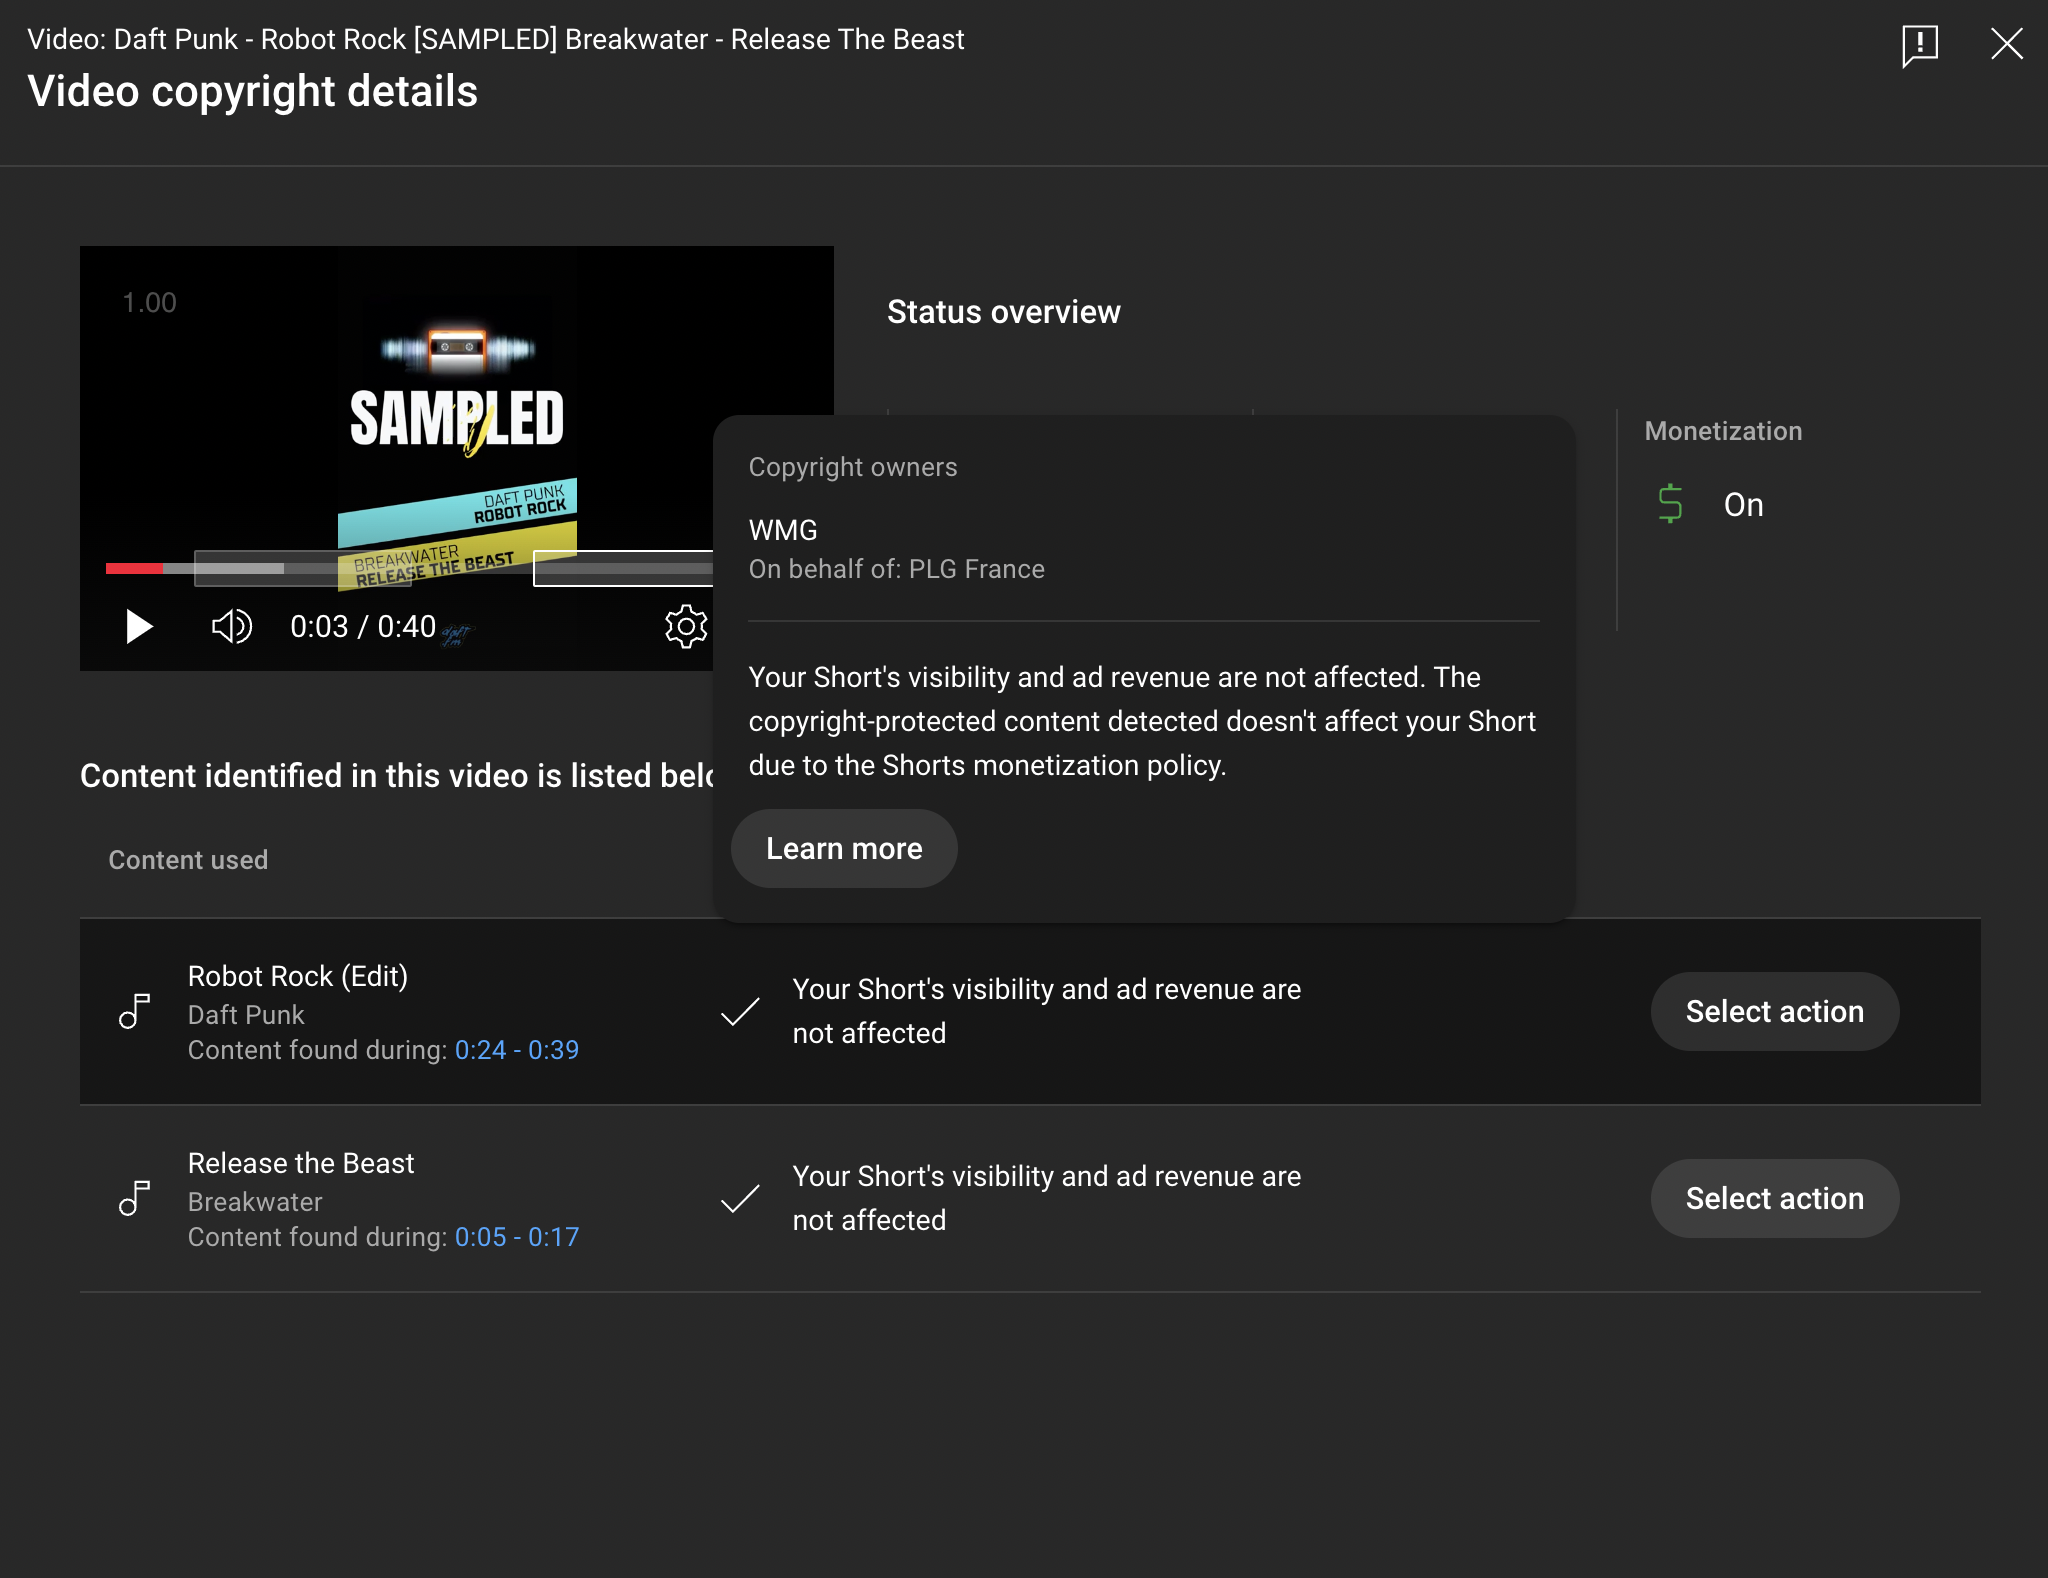 Video: Daft Punk - Robot Rock [SAMPLED] Breakwater - Release The Beast
Video copyright details
1.00
SAMPLED
DAFT PUNK
ROBOT ROCK
BREAKWATER
RELEASE THE BEAST
0:03 / 0:40
Status overview
Monetization
On
Copyright owners
WMG
On behalf of: PLG France
Your Short's visibility and ad revenue are not affected. The
copyright-protected content detected doesn't affect your Short
due to the Shorts monetization policy.
Learn more
Content identified in this video is listed belo
Content used
Robot Rock (Edit)
Daft Punk
Content found during: 0:24 - 0:39
Your Short's visibility and ad revenue are
not affected
Select action
Release the Beast
Breakwater
Content found during: 0:05 - 0:17
Your Short's visibility and ad revenue are
not affected
Select action